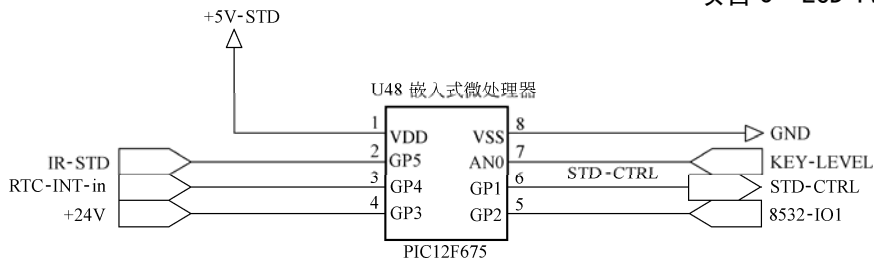 +5V-STD
U48 嵌入式微处理器
1 VDD VSS 8 GND
IR-STD 2 GP5 AN0 7 KEY-LEVEL
RTC-INT-in 3 GP4 GP1 6 STD-CTRL STD-CTRL
+24V 4 GP3 GP2 5 8532-IO1
PIC12F675